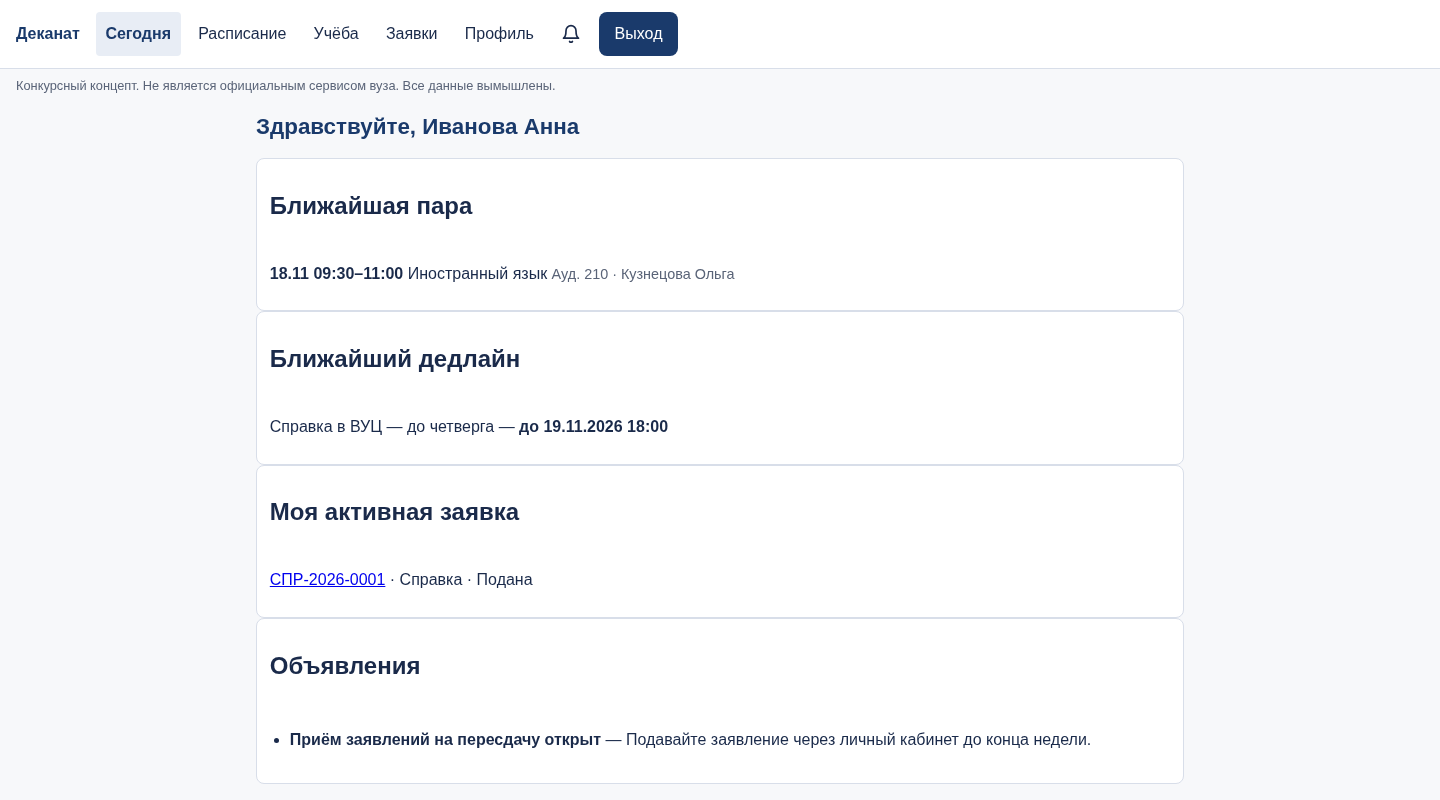 Деканат Сегодня Расписание Учёба Заявки Профиль Выход
Конкурсный концепт. Не является официальным сервисом вуза. Все данные вымышлены.
Здравствуйте, Иванова Анна
Ближайшая пара
18.11 09:30–11:00 Иностранный язык Ауд. 210 · Кузнецова Ольга
Ближайший дедлайн
Справка в ВУЦ — до четверга — до 19.11.2026 18:00
Моя активная заявка
СПР-2026-0001 · Справка · Подана
Объявления
• Приём заявлений на пересдачу открыт — Подавайте заявление через личный кабинет до конца недели.